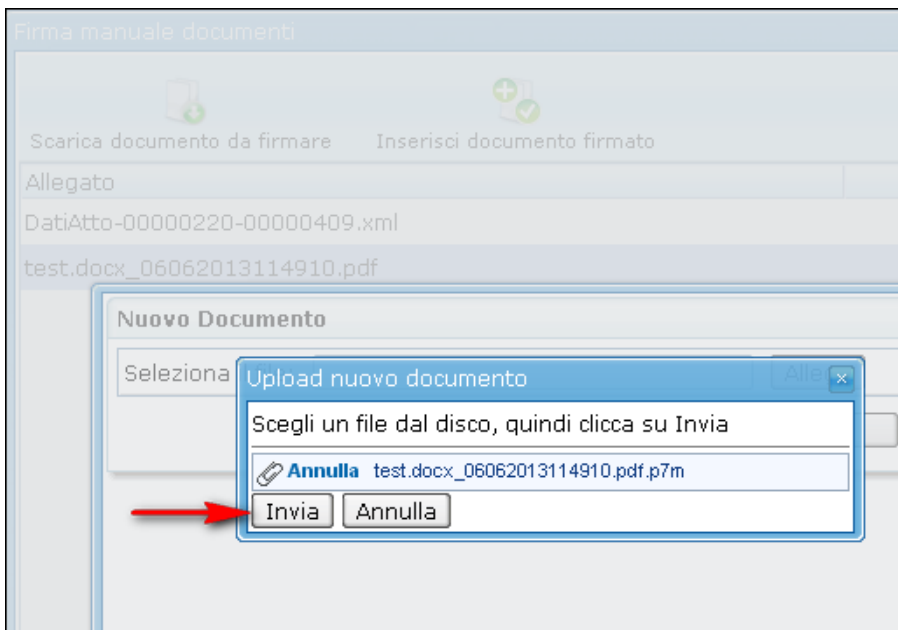 Firma manuale documenti
Scarica documento da firmare Inserisci documento firmato
Allegato
DatiAtto-00000220-00000409.xml
test.docx_06062013114910.pdf
Nuovo Documento
Seleziona
Upload nuovo documento
Scegli un file dal disco, quindi clicca su Invia
Annulla test.docx_06062013114910.pdf.p7m
Invia Annulla